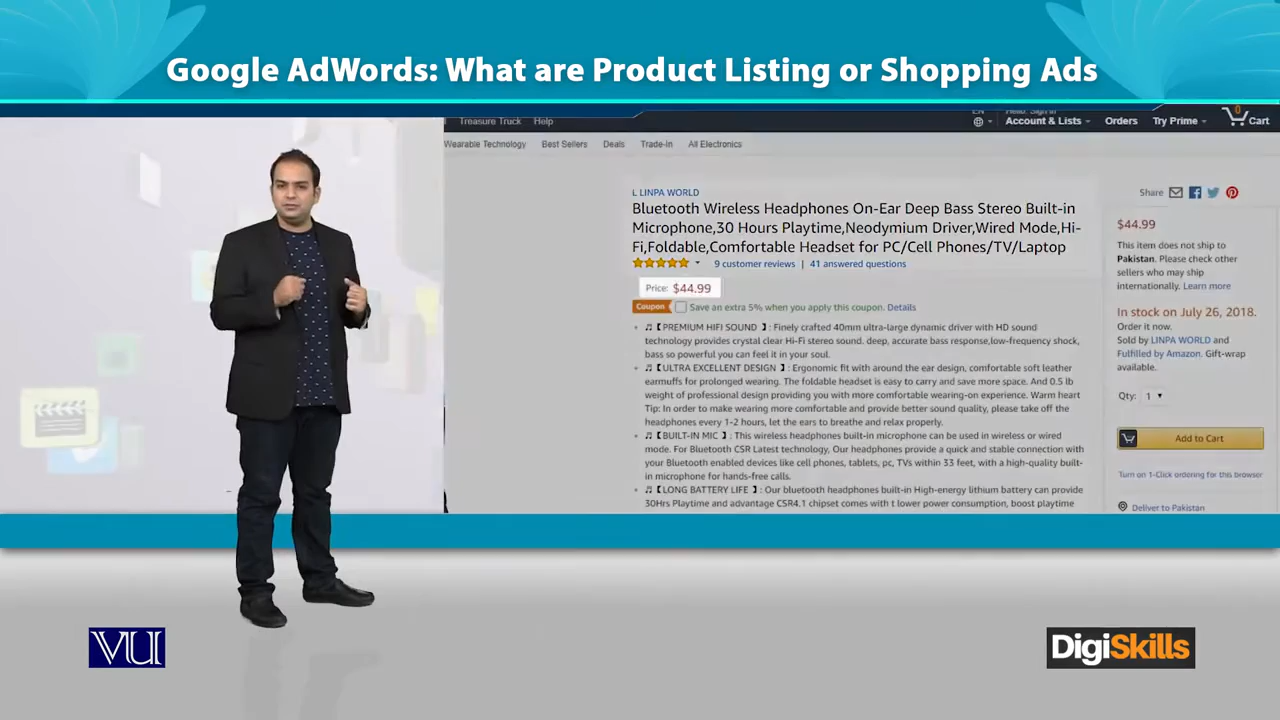 Google AdWords: What are Product Listing or Shopping Ads
Treasure Truck Help
EN Hello. Sign in
Account & Lists Orders Try Prime 0 Cart
Wearable Technology Best Sellers Deals Trade-In All Electronics
L LINPA WORLD
Bluetooth Wireless Headphones On-Ear Deep Bass Stereo Built-in
Microphone,30 Hours Playtime,Neodymium Driver,Wired Mode,Hi-
Fi,Foldable,Comfortable Headset for PC/Cell Phones/TV/Laptop
9 customer reviews | 41 answered questions
Price: $44.99
Coupon Save an extra 5% when you apply this coupon. Details
• ♬【PREMIUM HIFI SOUND 】: Finely crafted 40mm ultra-large dynamic driver with HD sound
technology provides crystal clear Hi-Fi stereo sound. deep, accurate bass response,low-frequency shock,
bass so powerful you can feel it in your soul.
• ♬【ULTRA EXCELLENT DESIGN 】: Ergonomic fit with around the ear design, comfortable soft leather
earmuffs for prolonged wearing. The foldable headset is easy to carry and save more space. And 0.5 lb
weight of professional design providing you with more comfortable wearing-on experience. Warm heart
Tip: In order to make wearing more comfortable and provide better sound quality, please take off the
headphones every 1-2 hours, let the ears to breathe and relax properly.
• ♬【BUILT-IN MIC 】: This wireless headphones built-in microphone can be used in wireless or wired
mode. For Bluetooth CSR Latest technology, Our headphones provide a quick and stable connection with
your Bluetooth enabled devices like cell phones, tablets, pc, TVs within 33 feet, with a high-quality built-
in microphone for hands-free calls.
• ♬【LONG BATTERY LIFE 】: Our bluetooth headphones built-in High-energy lithium battery can provide
30Hrs Playtime and advantage CSR4.1 chipset comes with t lower power consumption, boost playtime
Share
$44.99
This item does not ship to
Pakistan. Please check other
sellers who may ship
internationally. Learn more
In stock on July 26, 2018.
Order it now.
Sold by LINPA WORLD and
Fulfilled by Amazon. Gift-wrap
available.
Qty: 1
Add to Cart
Turn on 1-Click ordering for this browser
Deliver to Pakistan
VU
DigiSkills